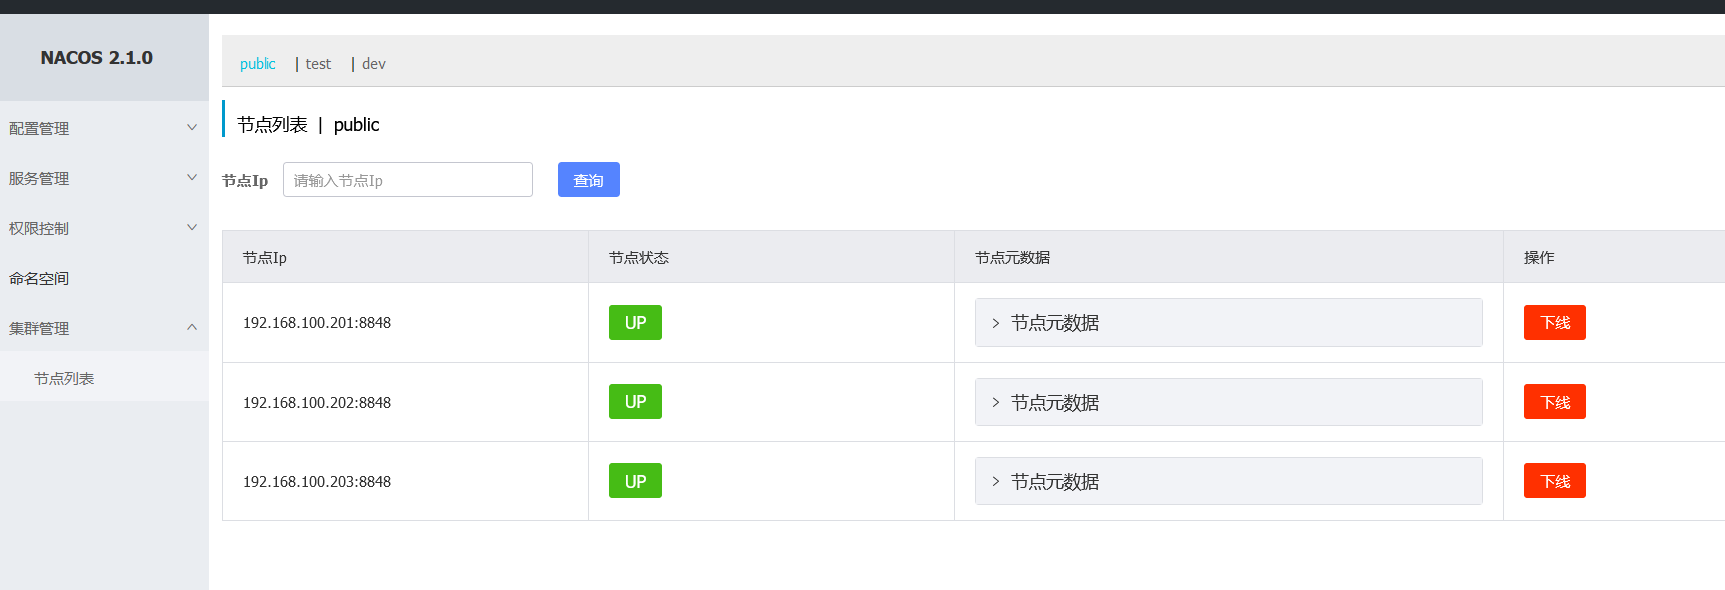 NACOS 2.1.0
配置管理
服务管理
权限控制
命名空间
集群管理
节点列表
public | test | dev
节点列表 | public
节点Ip 请输入节点Ip 查询
节点Ip 节点状态 节点元数据 操作
192.168.100.201:8848 UP > 节点元数据 下线
192.168.100.202:8848 UP > 节点元数据 下线
192.168.100.203:8848 UP > 节点元数据 下线